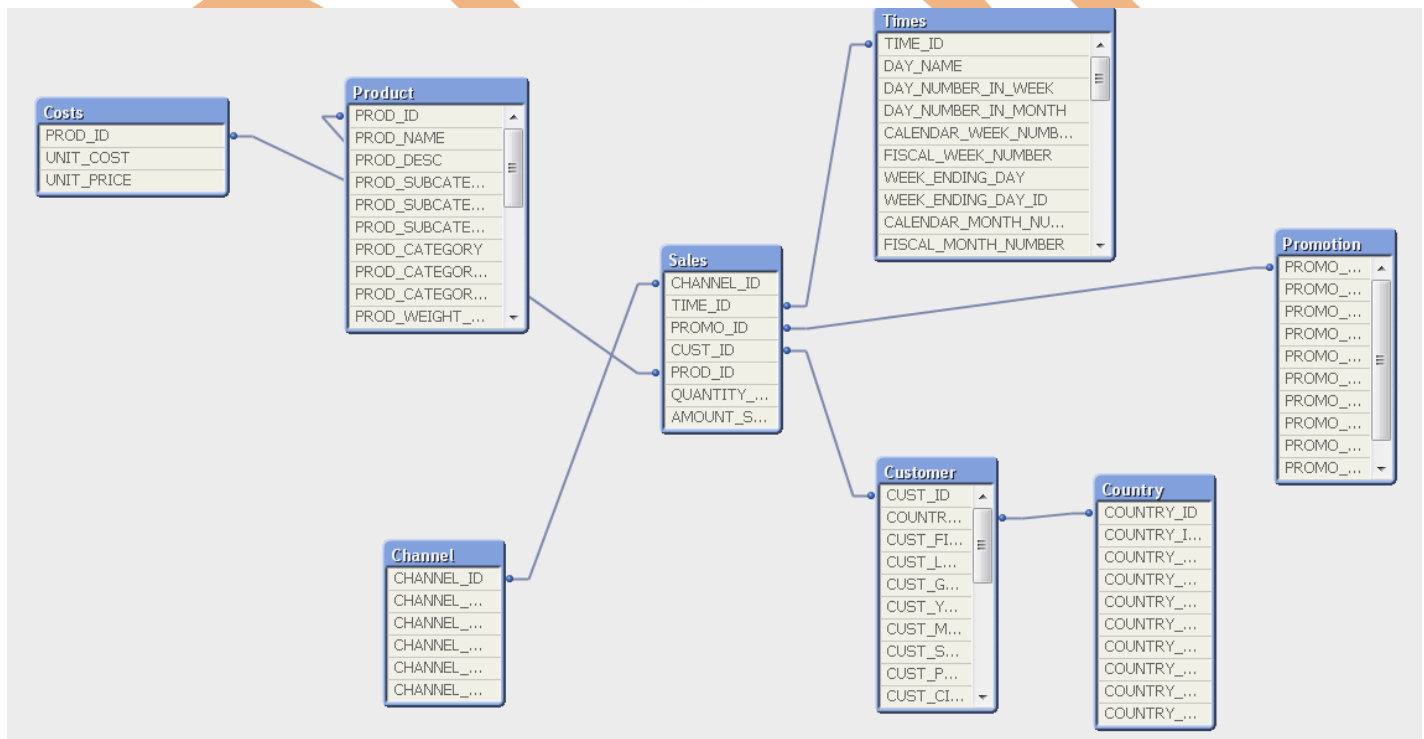 Costs
PROD_ID
UNIT_COST
UNIT_PRICE
Product
PROD_ID
PROD_NAME
PROD_DESC
PROD_SUBCATE...
PROD_SUBCATE...
PROD_SUBCATE...
PROD_CATEGORY
PROD_CATEGOR...
PROD_CATEGOR...
PROD_WEIGHT_...
Times
TIME_ID
DAY_NAME
DAY_NUMBER_IN_WEEK
DAY_NUMBER_IN_MONTH
CALENDAR_WEEK_NUMB...
FISCAL_WEEK_NUMBER
WEEK_ENDING_DAY
WEEK_ENDING_DAY_ID
CALENDAR_MONTH_NU...
FISCAL_MONTH_NUMBER
Sales
CHANNEL_ID
TIME_ID
PROMO_ID
CUST_ID
PROD_ID
QUANTITY_...
AMOUNT_S...
Promotion
PROMO_...
PROMO_...
PROMO_...
PROMO_...
PROMO_...
PROMO_...
PROMO_...
PROMO_...
PROMO_...
PROMO_...
Channel
CHANNEL_ID
CHANNEL_...
CHANNEL_...
CHANNEL_...
CHANNEL_...
CHANNEL_...
Customer
CUST_ID
COUNTR...
CUST_FI...
CUST_L...
CUST_G...
CUST_Y...
CUST_M...
CUST_S...
CUST_P...
CUST_CI...
Country
COUNTRY_ID
COUNTRY_I...
COUNTRY_...
COUNTRY_...
COUNTRY_...
COUNTRY_...
COUNTRY_...
COUNTRY_...
COUNTRY_...
COUNTRY_...